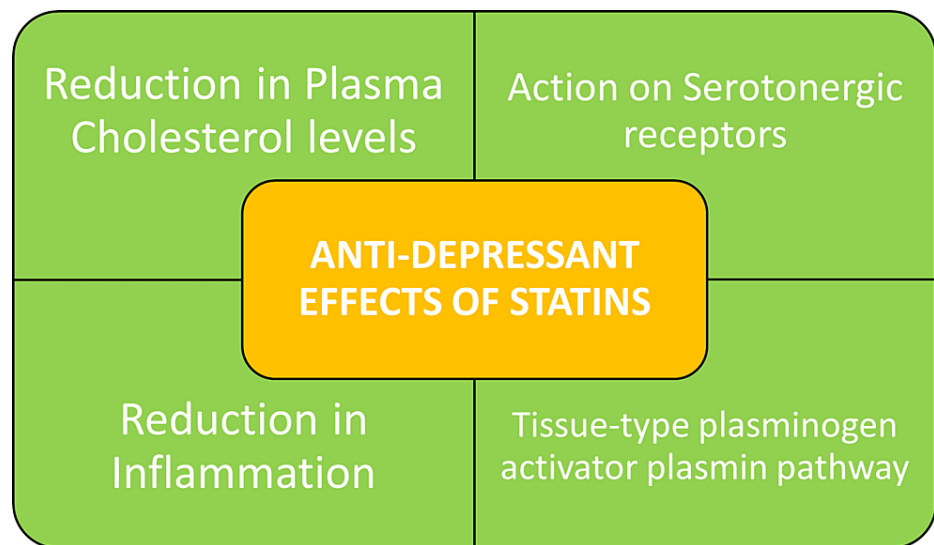 Reduction in Plasma
Cholesterol levels
Action on Serotonergic
receptors
ANTI-DEPRESSANT
EFFECTS OF STATINS
Reduction in
Inflammation
Tissue-type plasminogen
activator plasmin pathway